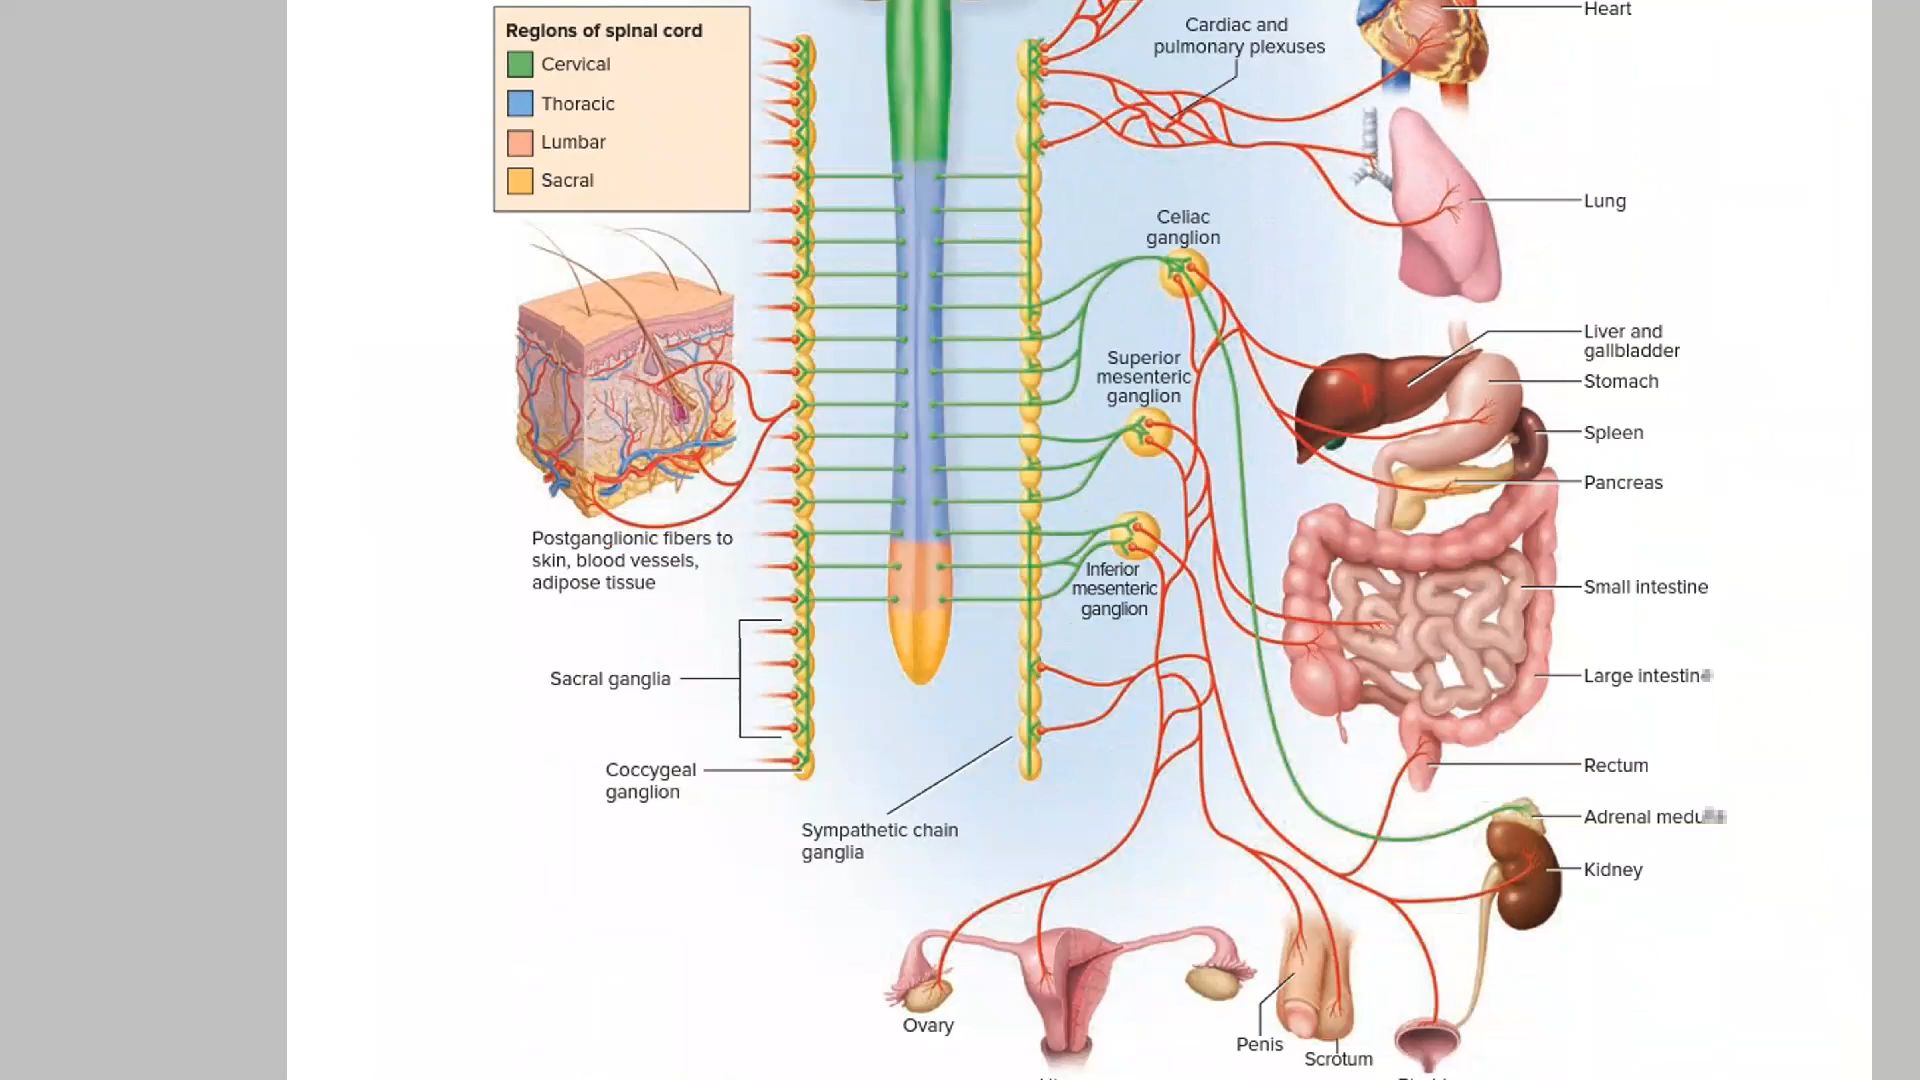 Regions of spinal cord
Cervical
Thoracic
Lumbar
Sacral
Cardiac and
pulmonary plexuses
Heart
Lung
Celiac
ganglion
Liver and
gallbladder
Stomach
Superior
mesenteric
ganglion
Spleen
Pancreas
Postganglionic fibers to
skin, blood vessels,
adipose tissue
Inferior
mesenteric
ganglion
Small intestine
Sacral ganglia
Large intestine
Coccygeal
ganglion
Rectum
Sympathetic chain
ganglia
Adrenal medulla
Kidney
Ovary
Penis
Scrotum